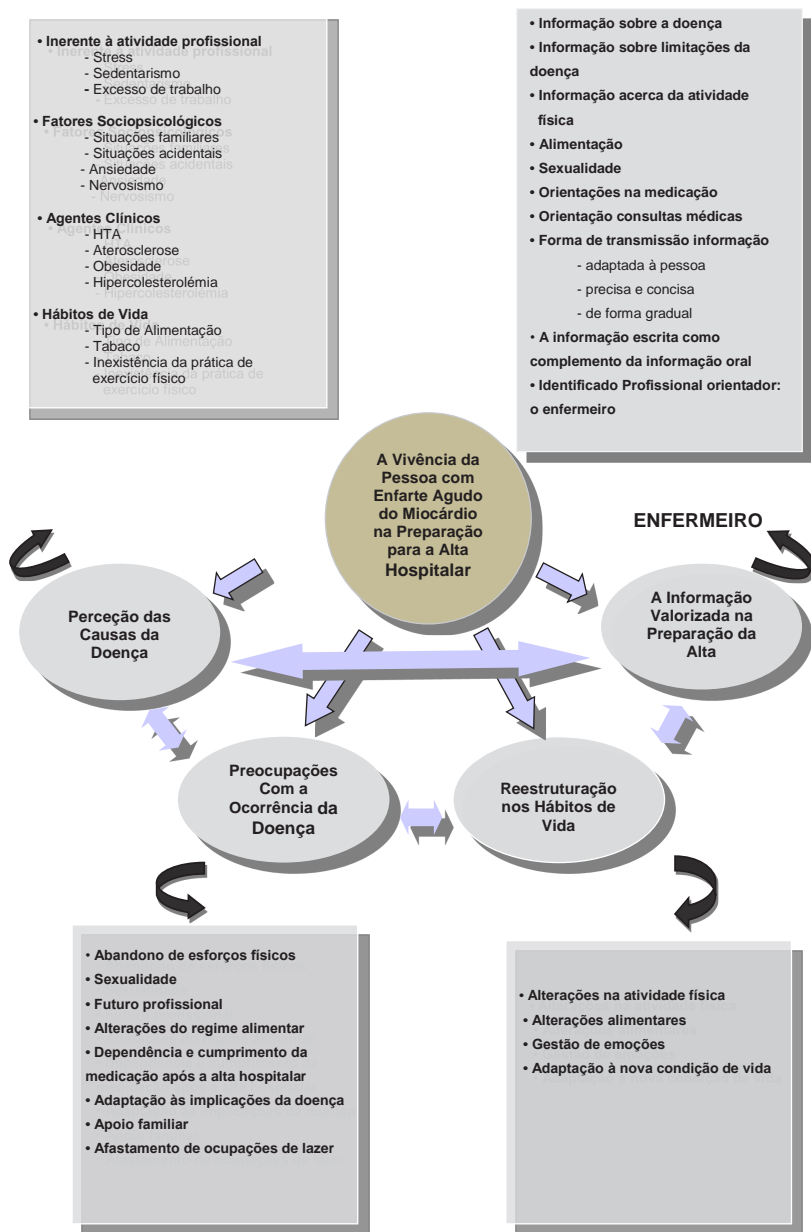 • Inerente à atividade profissional
- Stress
- Sedentarismo
- Excesso de trabalho
• Fatores Sociopsicológicos
- Situações familiares
- Situações acidentais
- Ansiedade
- Nervosismo
• Agentes Clínicos
- HTA
- Aterosclerose
- Obesidade
- Hipercolesterolémia
• Hábitos de Vida
- Tipo de Alimentação
- Tabaco
- Inexistência da prática de
exercício físico
• Informação sobre a doença
• Informação sobre limitações da
doença
• Informação acerca da atividade
física
• Alimentação
• Sexualidade
• Orientações na medicação
• Orientação consultas médicas
• Forma de transmissão informação
- adaptada à pessoa
- precisa e concisa
- de forma gradual
• A informação escrita como
complemento da informação oral
• Identificado Profissional orientador:
o enfermeiro
A Vivência da
Pessoa com
Enfarte Agudo
do Miocárdio
na Preparação
para a Alta
Hospitalar
ENFERMEIRO
Perceção das
Causas da
Doença
A Informação
Valorizada na
Preparação da
Alta
Preocupações
Com a
Ocorrência da
Doença
Reestruturação
nos Hábitos de
Vida
• Abandono de esforços físicos
• Sexualidade
• Futuro profissional
• Alterações do regime alimentar
• Dependência e cumprimento da
medicação após a alta hospitalar
• Adaptação às implicações da doença
• Apoio familiar
• Afastamento de ocupações de lazer
• Alterações na atividade física
• Alterações alimentares
• Gestão de emoções
• Adaptação à nova condição de vida